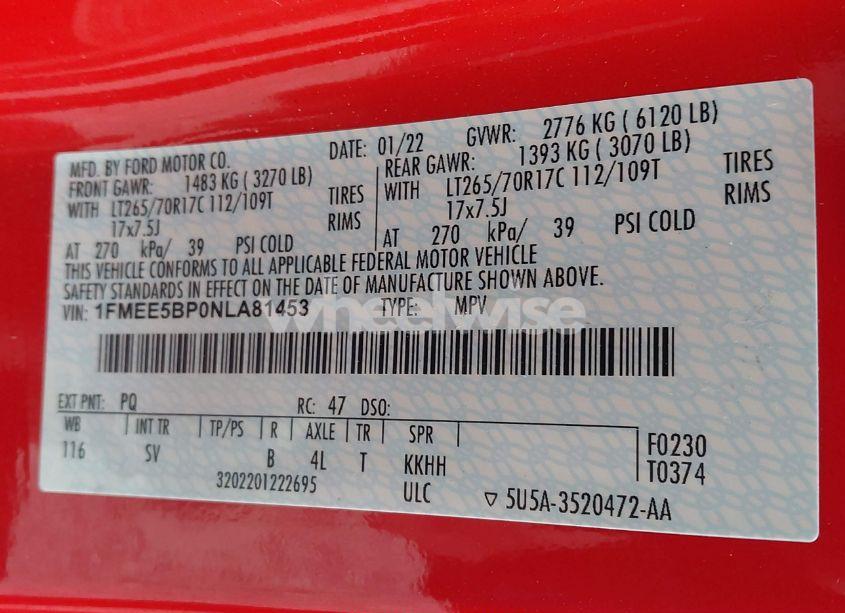 MFD. BY FORD MOTOR CO. DATE: 01/22 GVWR: 2776 KG ( 6120 LB)
FRONT GAWR: 1483 KG ( 3270 LB) REAR GAWR: 1393 KG ( 3070 LB)
WITH LT265/70R17C 112/109T TIRES WITH LT265/70R17C 112/109T TIRES
17x7.5J RIMS 17x7.5J RIMS
AT 270 kPa/ 39 PSI COLD AT 270 kPa/ 39 PSI COLD
THIS VEHICLE CONFORMS TO ALL APPLICABLE FEDERAL MOTOR VEHICLE
SAFETY STANDARDS IN EFFECT ON THE DATE OF MANUFACTURE SHOWN ABOVE.
VIN: 1FMEE5BP0NLA81453 TYPE: MPV
wheelwise
EXT PNT: PQ RC: 47 DSO:
WB INT TR TP/PS R AXLE TR SPR
116 SV B 4L T KKHH
F0230
T0374
3202201222695 ULC
5U5A-3520472-AA